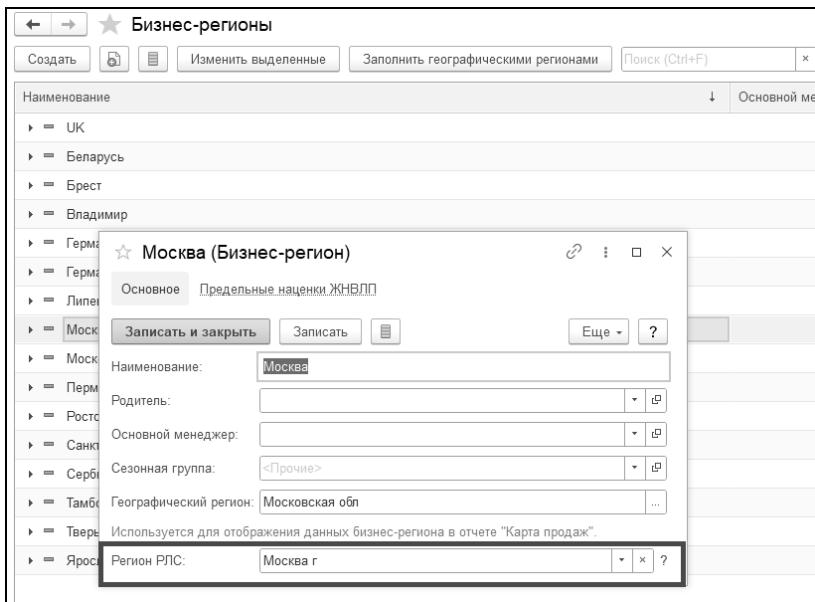 Бизнес-регионы
Создать Изменить выделенные Заполнить географическими регионами Поиск (Ctrl+F) ×
Наименование ↓ Основной ме
UK
Беларусь
Брест
Владимир
Герма
Герма
Липе
Моск
Моск
Перм
Росто
Санкт
Серб
Тамбо
Тверь
Яросл
Москва (Бизнес-регион)
Основное Предельные наценки ЖНВЛП
Записать и закрыть Записать Еще ?
Наименование: Москва
Родитель:
Основной менеджер:
Сезонная группа: <Прочие>
Географический регион: Московская обл ...
Используется для отображения данных бизнес-региона в отчете "Карта продаж".
Регион РЛС: Москва г × ?